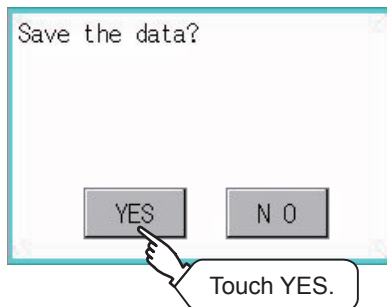 Save the data?
YES
N O
Touch YES.